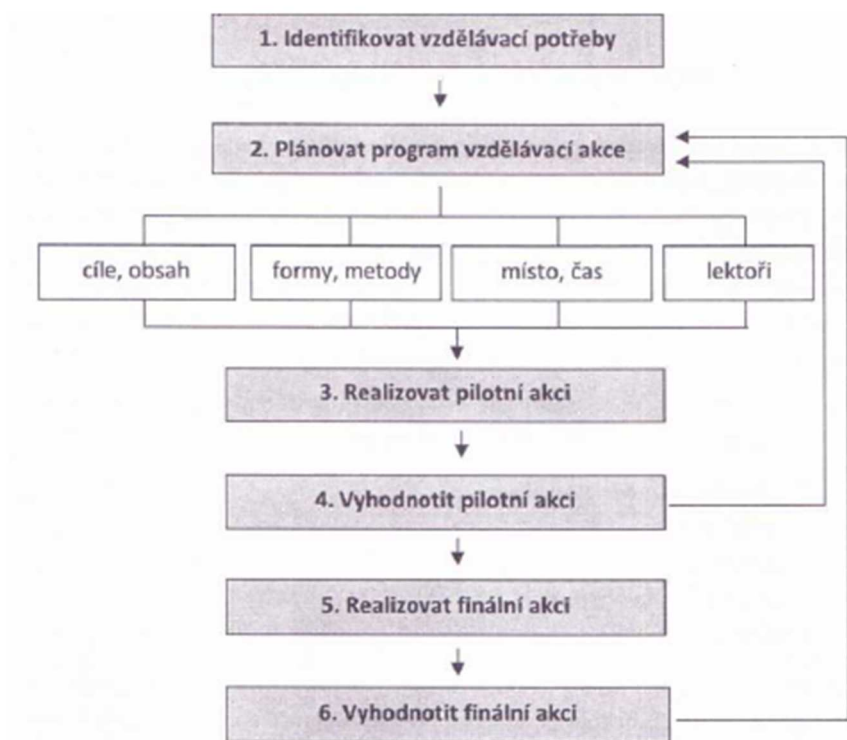 1. Identifikovat vzdělávací potřeby
2. Plánovat program vzdělávací akce
cíle, obsah
formy, metody
místo, čas
lektoři
3. Realizovat pilotní akci
4. Vyhodnotit pilotní akci
5. Realizovat finální akci
6. Vyhodnotit finální akci